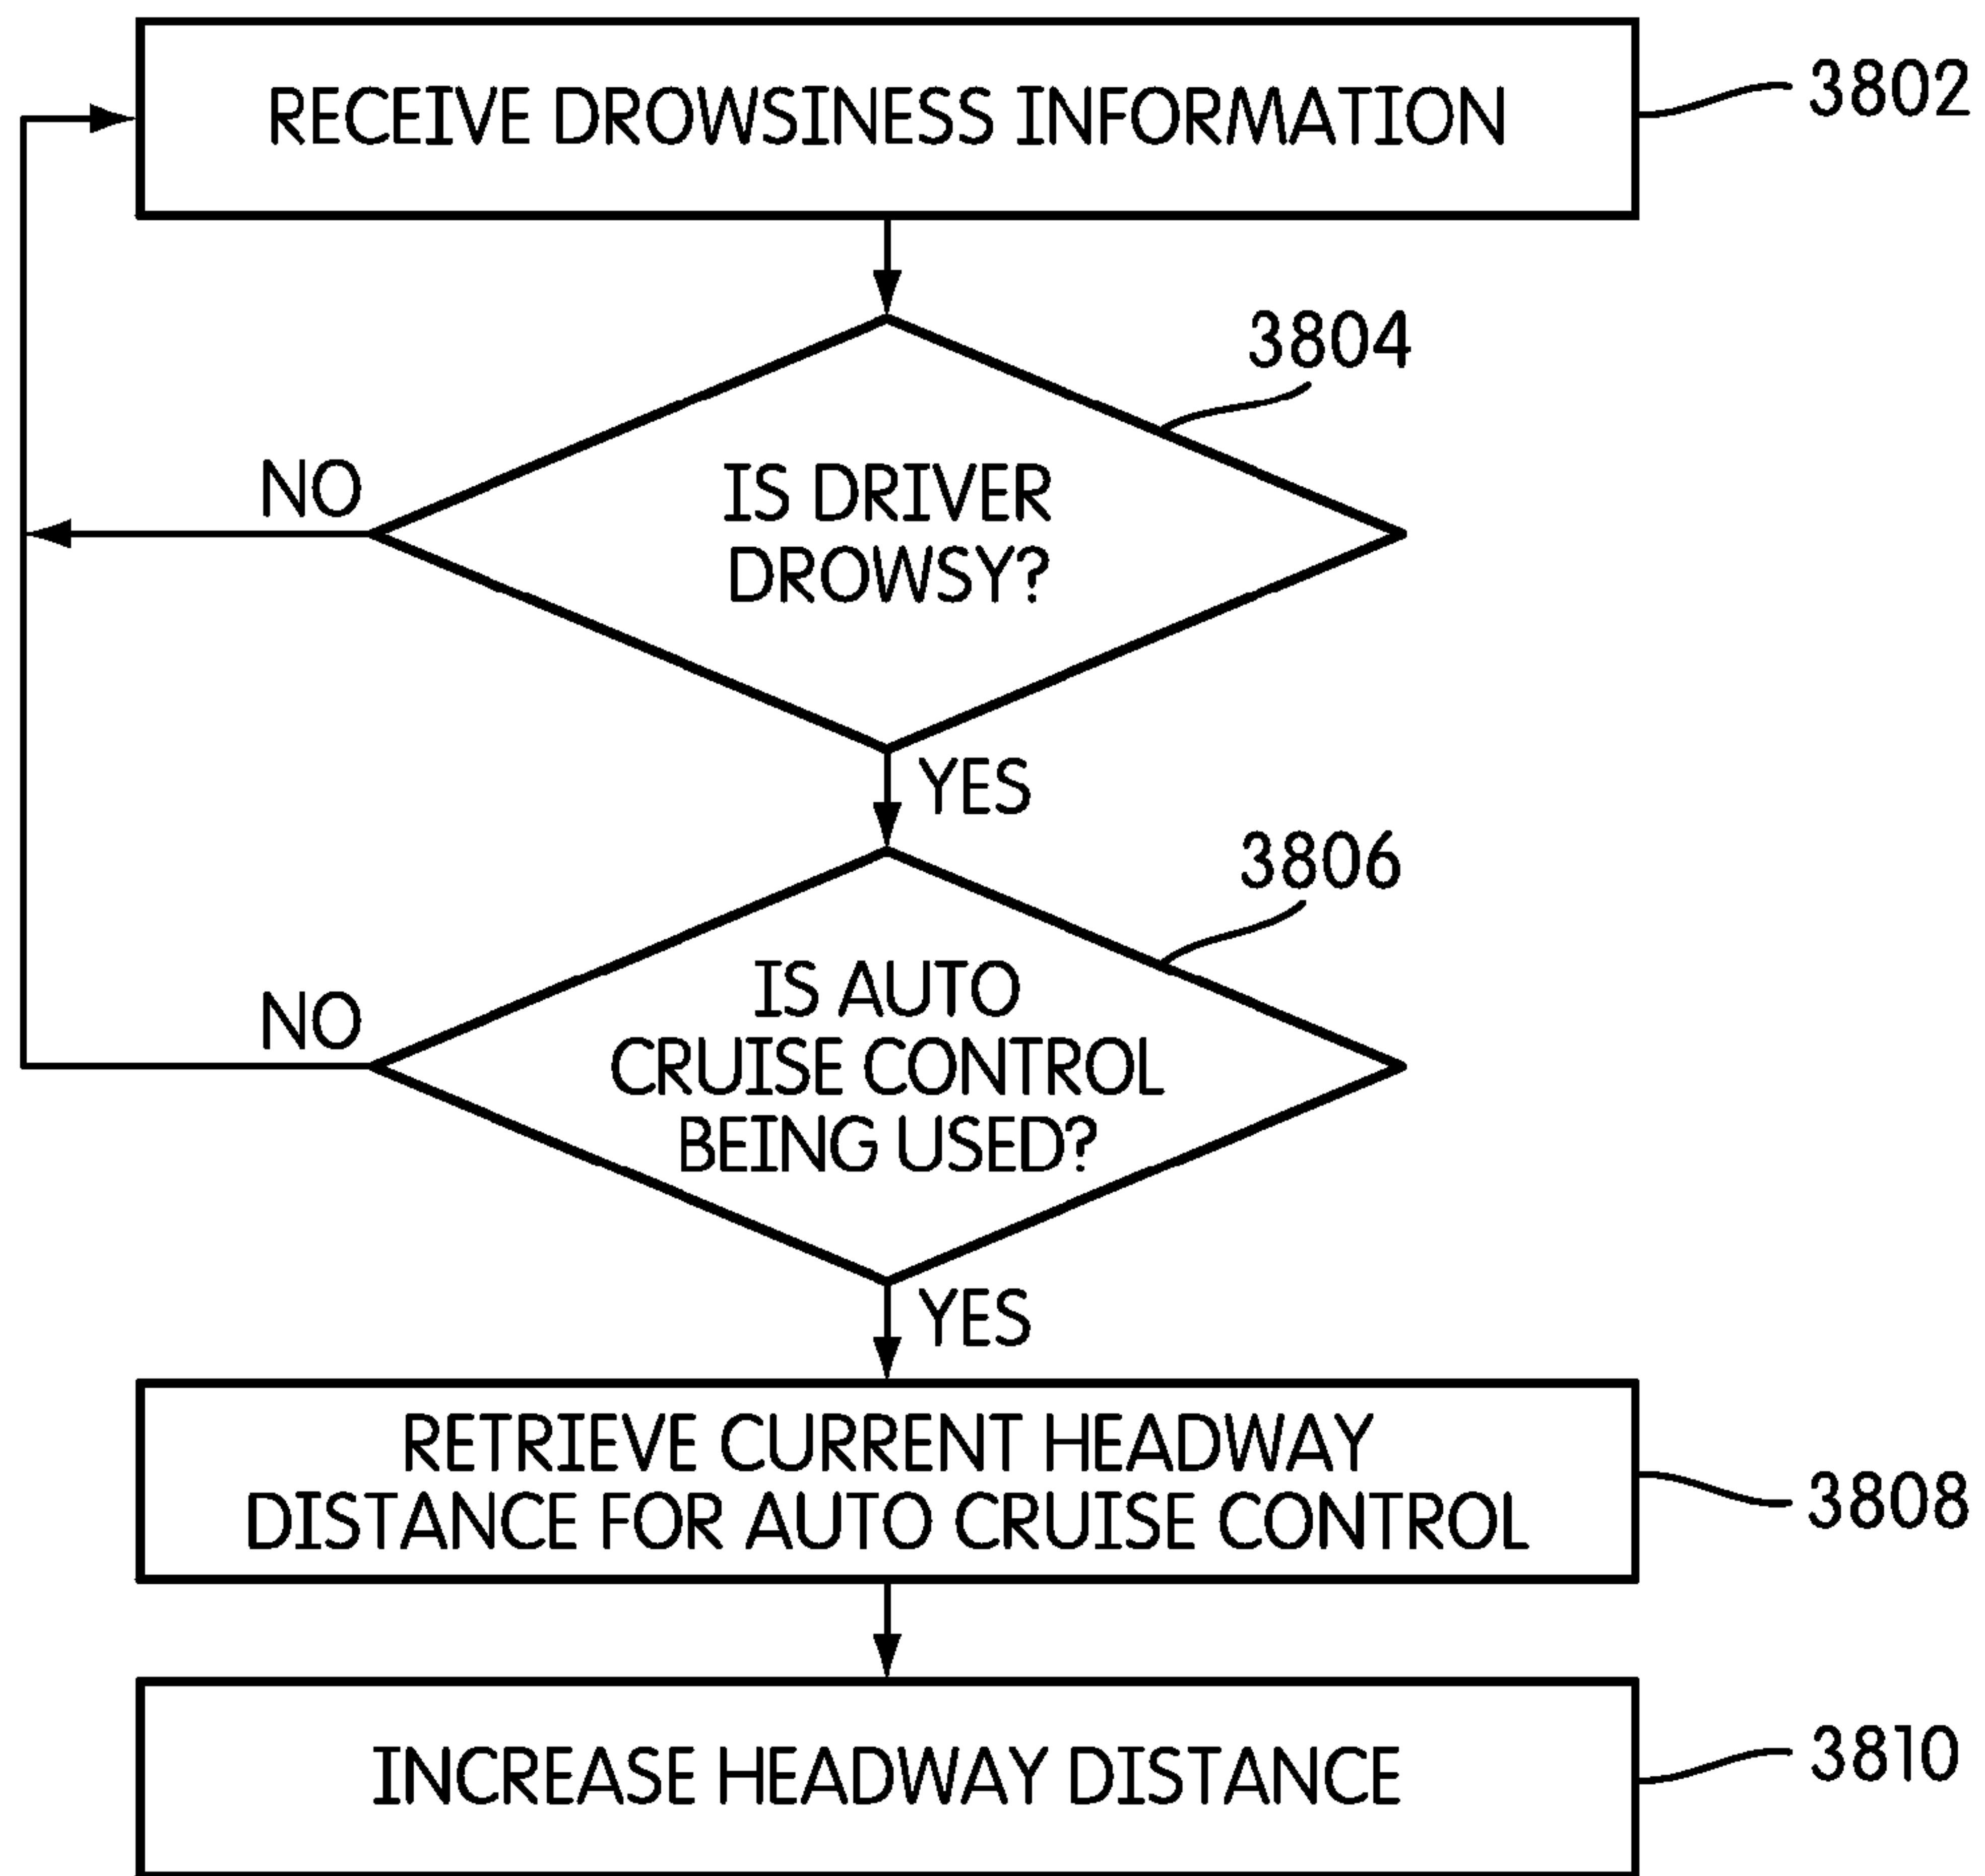 RECEIVE DROWSINESS INFORMATION
3802
3804
IS DRIVER
DROWSY?
NO
YES
3806
IS AUTO
CRUISE CONTROL
BEING USED?
NO
YES
RETRIEVE CURRENT HEADWAY
DISTANCE FOR AUTO CRUISE CONTROL
3808
INCREASE HEADWAY DISTANCE
3810